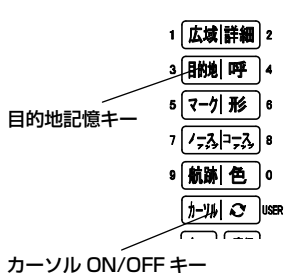 1 広域 詳細 2
3 目的地 呼 4
5 マーク 形 6
目的地記憶キー
7 ノースアップ コースアップ 8
9 航跡 色 0
カーソル USER
カーソル ON/OFF キー